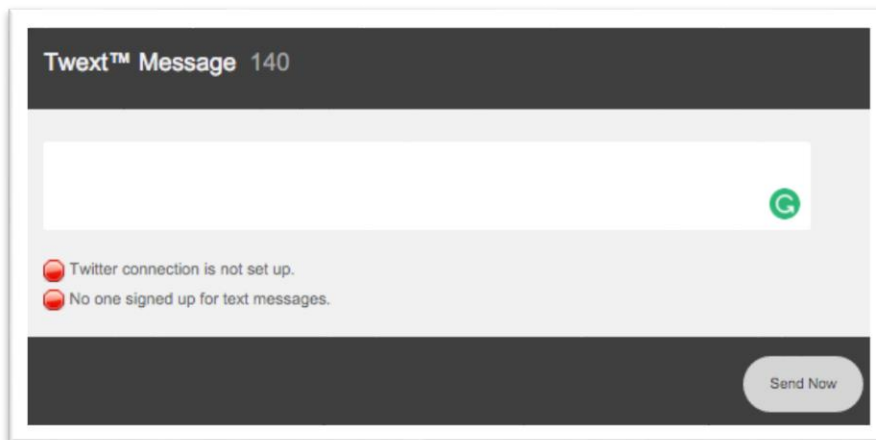 Twext™ Message 140
Twitter connection is not set up.
No one signed up for text messages.
Send Now